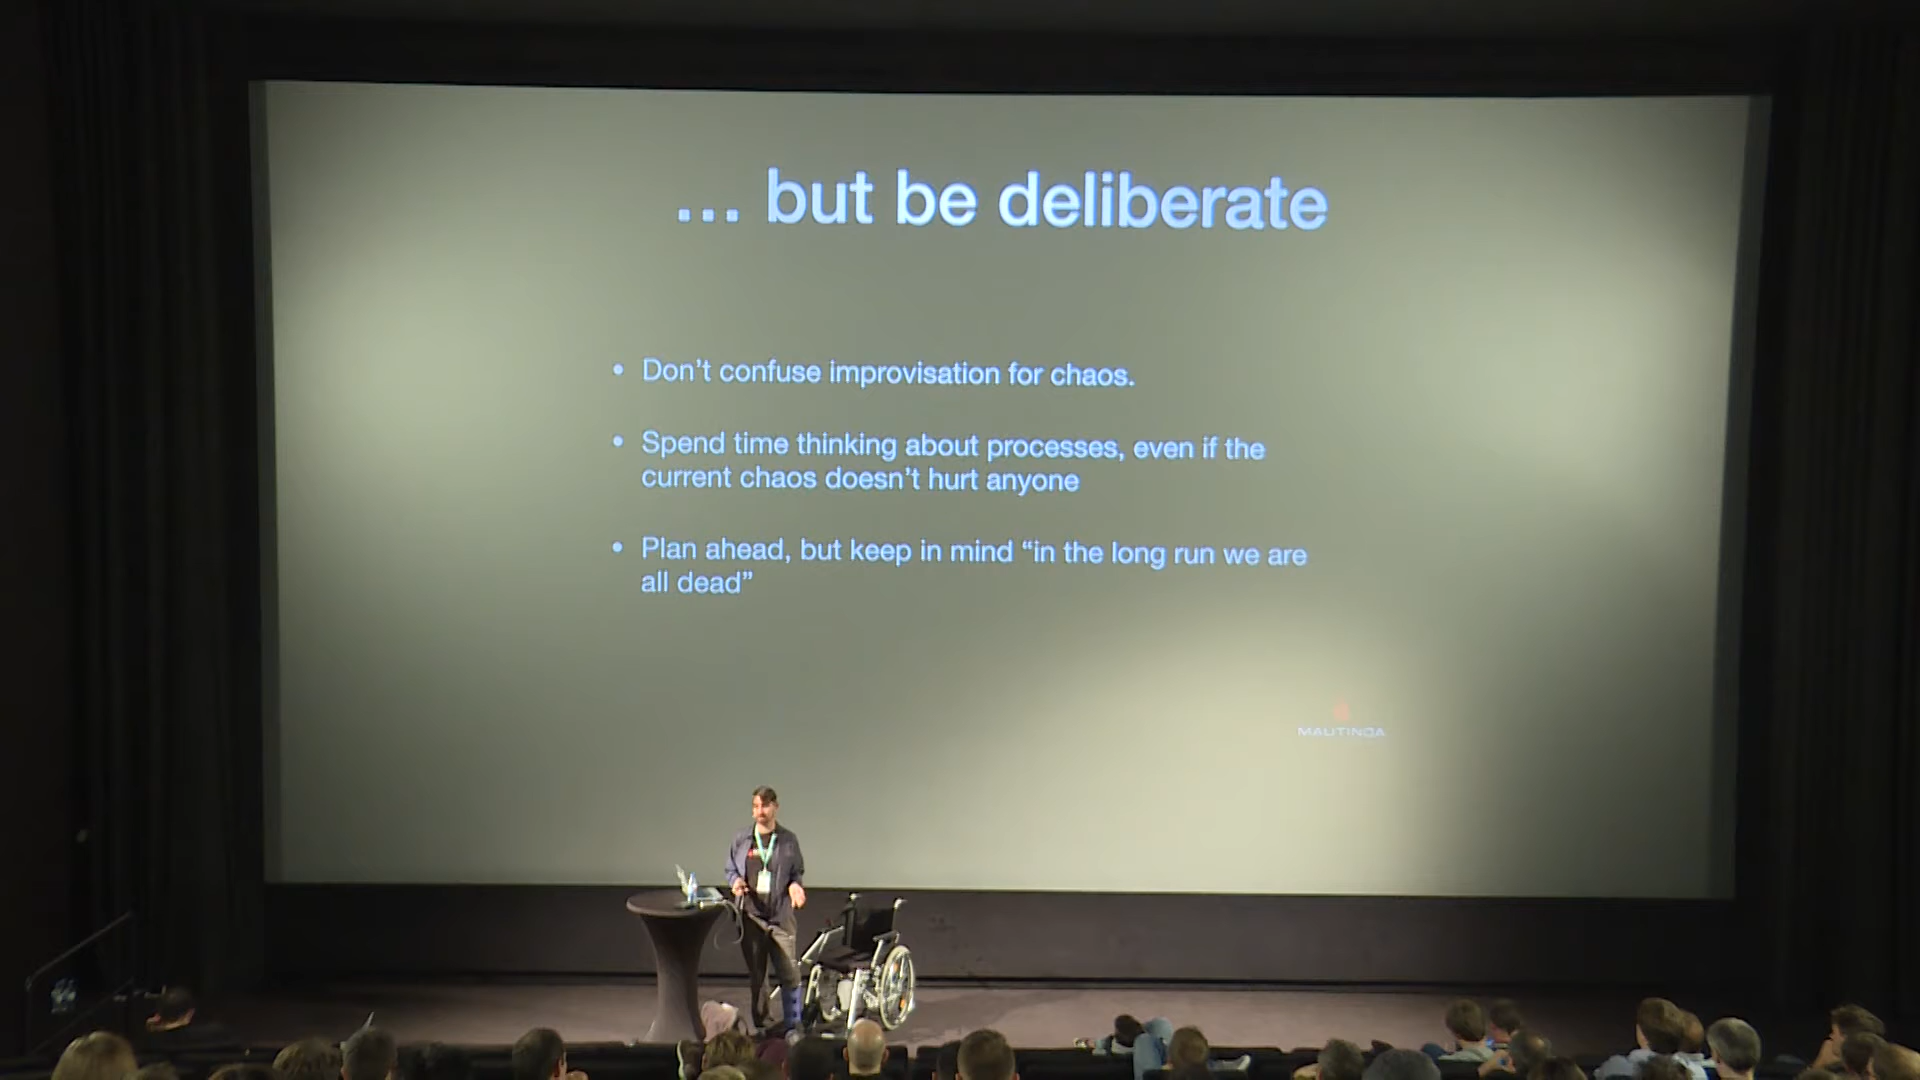 ... but be deliberate
• Don't confuse improvisation for chaos.
• Spend time thinking about processes, even if the
current chaos doesn't hurt anyone
• Plan ahead, but keep in mind “in the long run we are
all dead”
MAUTINOA